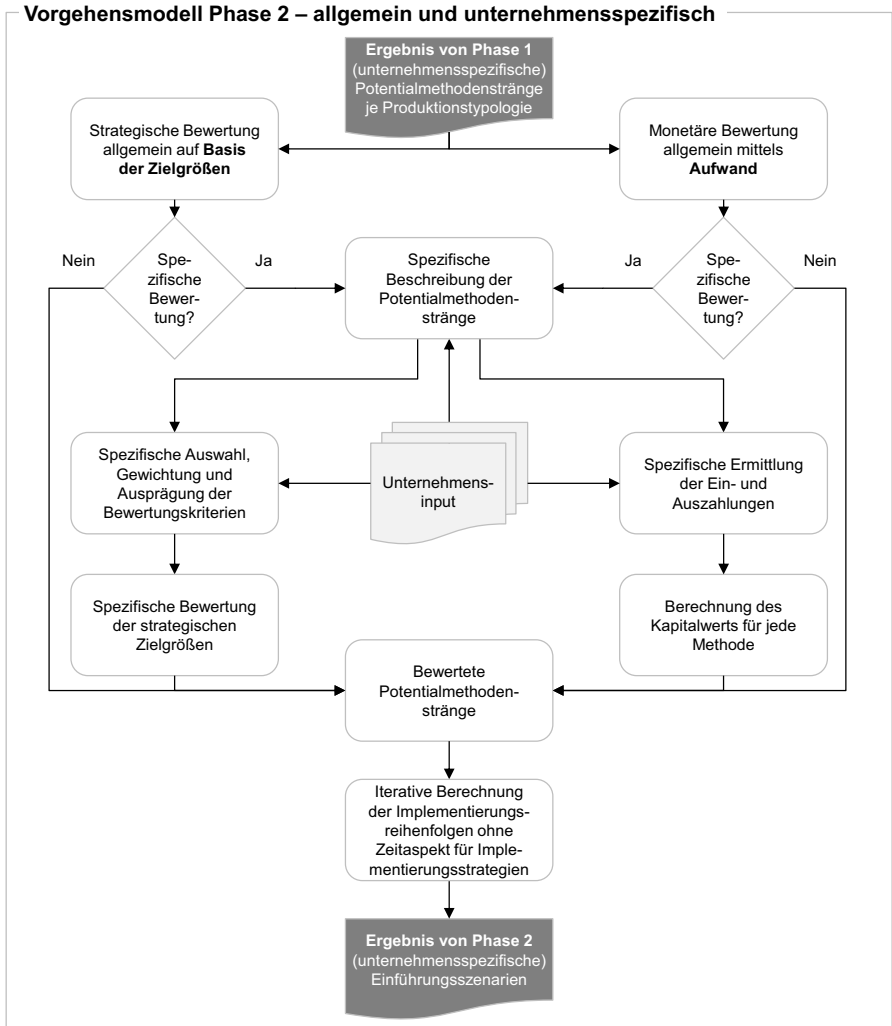 Vorgehensmodell Phase 2 – allgemein und unternehmensspezifisch
Ergebnis von Phase 1
(unternehmensspezifische)
Potentialmethodenstränge
je Produktionstypologie
Strategische Bewertung
allgemein auf Basis
der Zielgrößen
Monetäre Bewertung
allgemein mittels
Aufwand
Nein
Spe-
zifische
Bewer-
tung?
Ja
Spezifische
Beschreibung der
Potentialmethoden-
stränge
Ja
Spe-
zifische
Bewer-
tung?
Nein
Spezifische Auswahl,
Gewichtung und
Ausprägung der
Bewertungskriterien
Unternehmens-
input
Spezifische Ermittlung
der Ein- und
Auszahlungen
Spezifische Bewertung
der strategischen
Zielgrößen
Berechnung des
Kapitalwerts für jede
Methode
Bewertete
Potentialmethoden-
stränge
Iterative Berechnung
der Implementierungs-
reihenfolgen ohne
Zeitaspekt für Imple-
mentierungsstrategien
Ergebnis von Phase 2
(unternehmensspezifische)
Einführungsszenarien